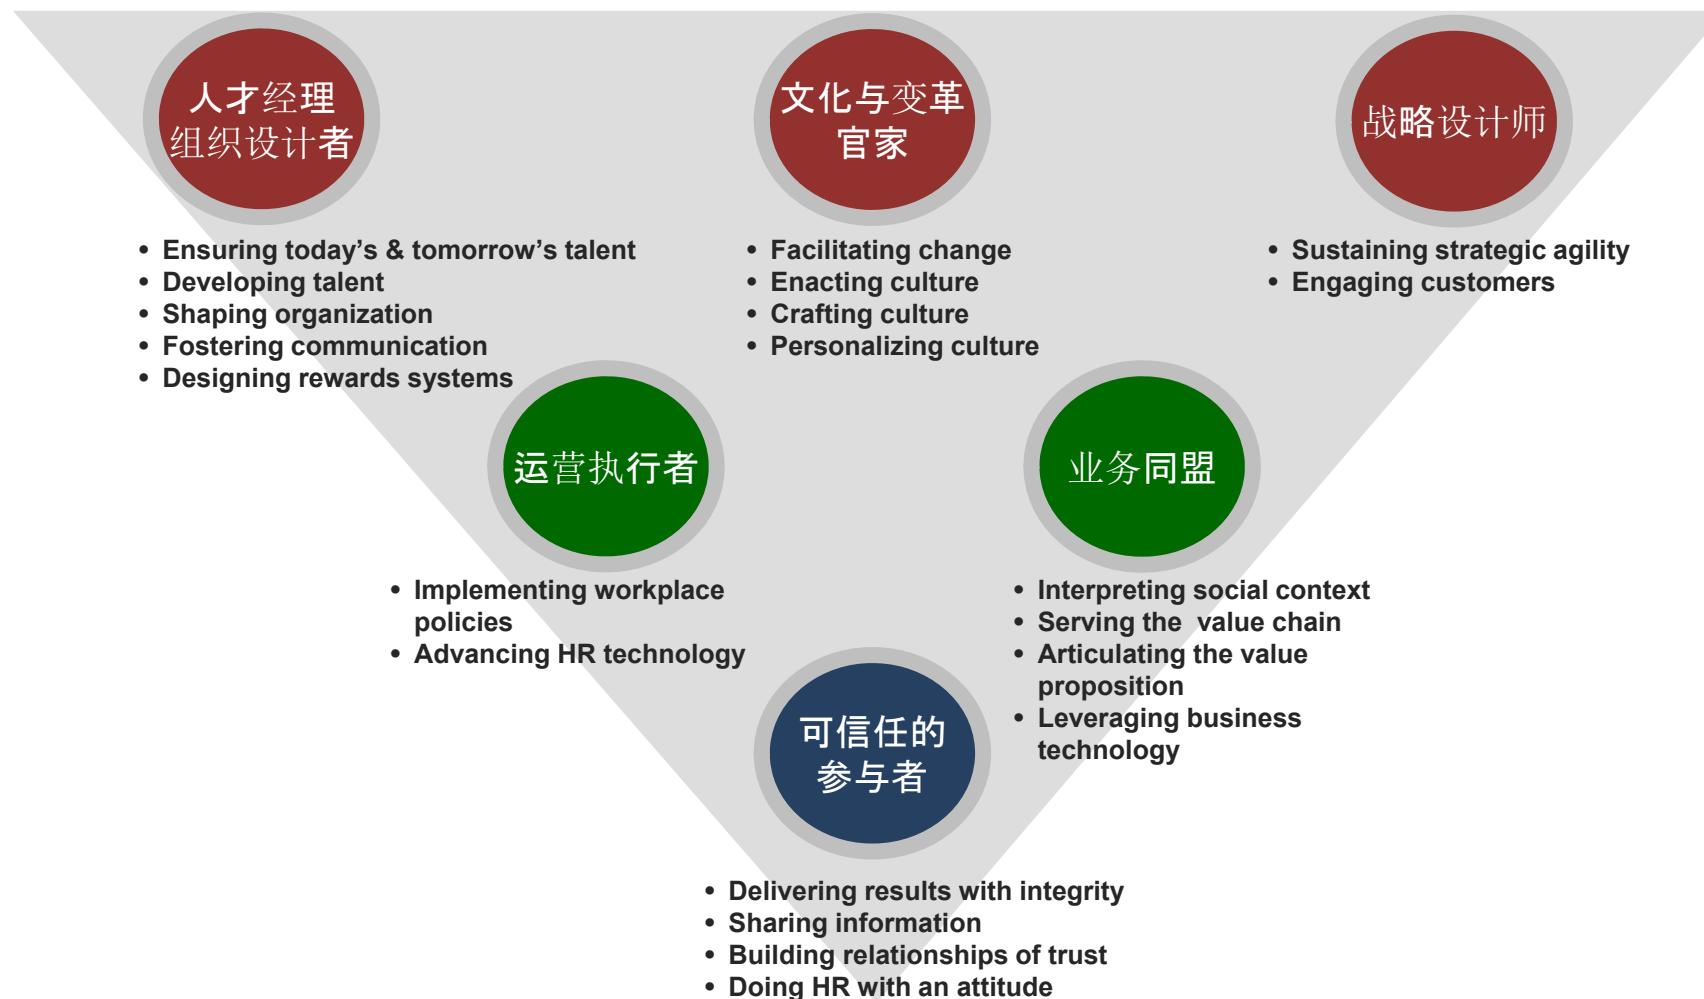 人才经理
组织设计者
文化与变革
官家
战略设计师
• Ensuring today's & tomorrow’s talent
• Developing talent
• Shaping organization
• Fostering communication
• Designing rewards systems
• Facilitating change
• Enacting culture
• Crafting culture
• Personalizing culture
• Sustaining strategic agility
• Engaging customers
运营执行者
业务同盟
• Implementing workplace
policies
• Advancing HR technology
• Interpreting social context
• Serving the value chain
• Articulating the value
proposition
• Leveraging business
technology
可信任的
参与者
• Delivering results with integrity
• Sharing information
• Building relationships of trust
• Doing HR with an attitude